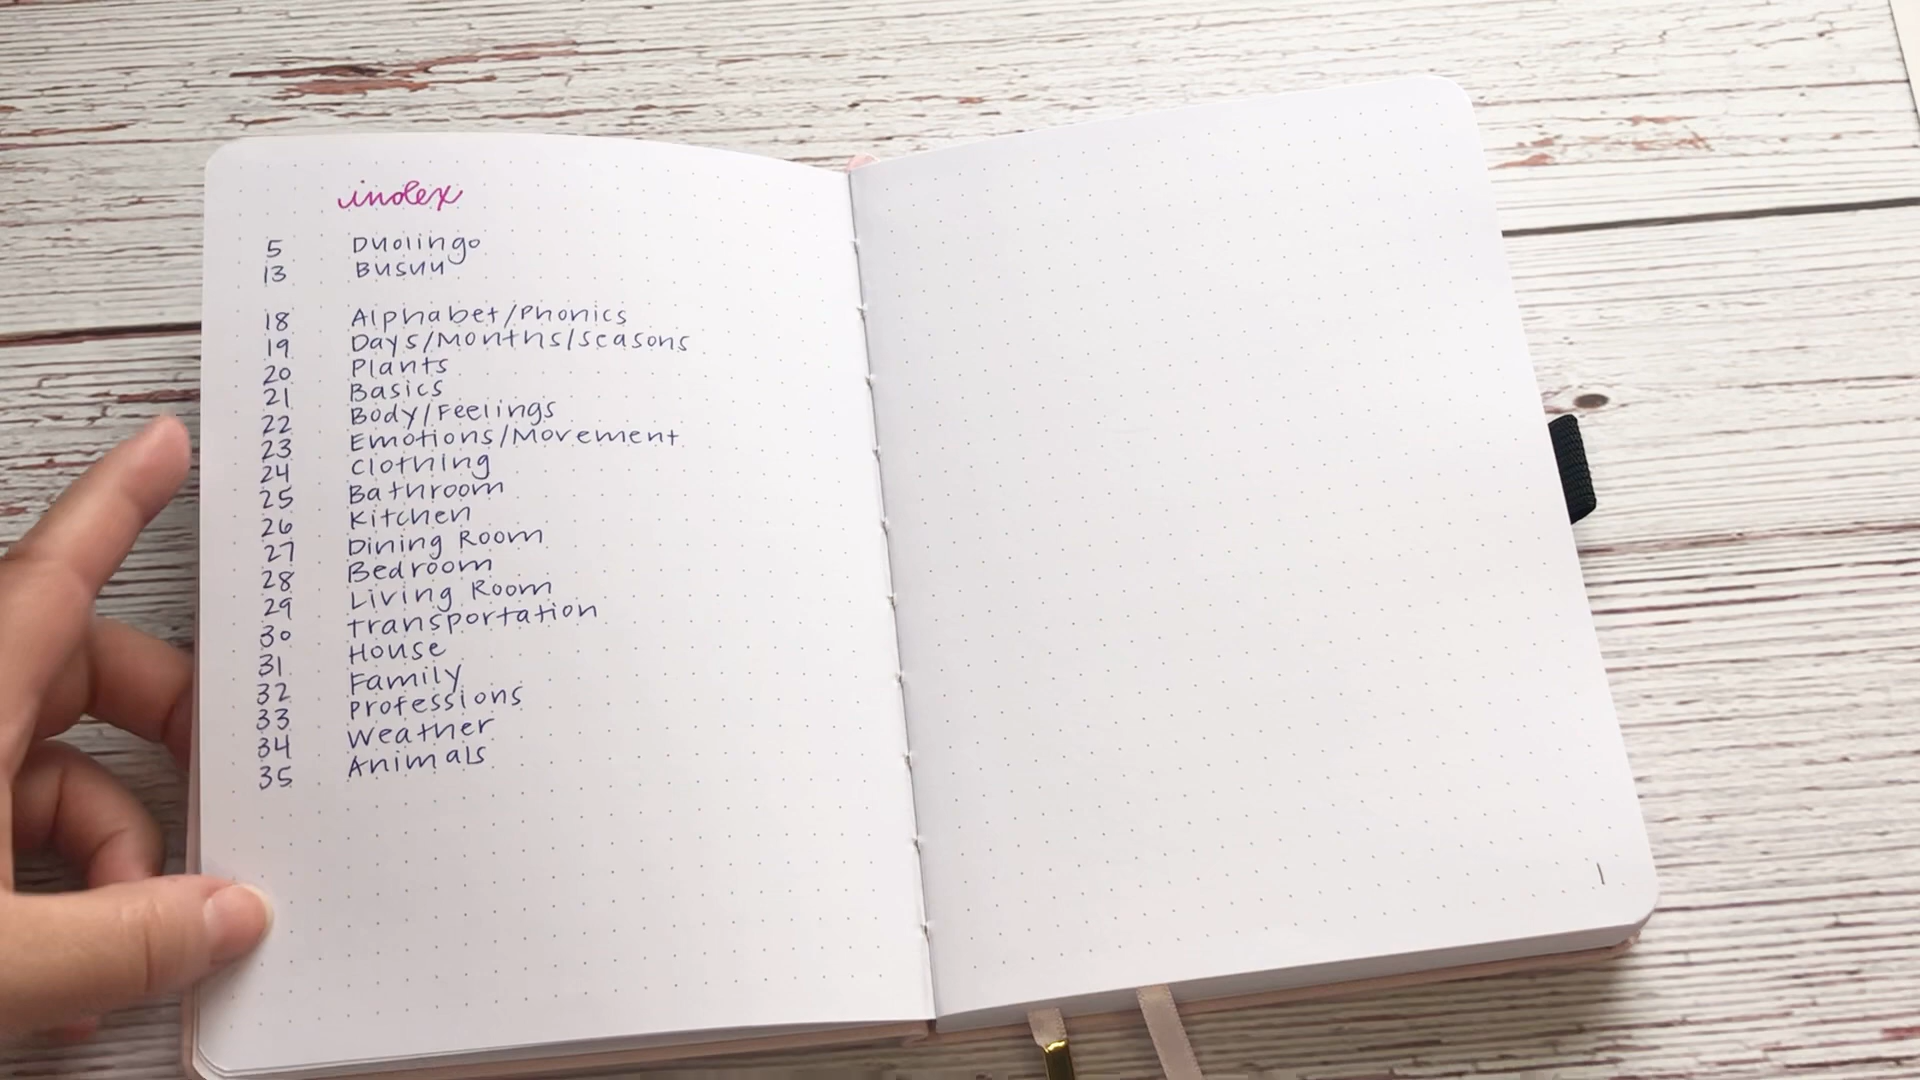 index
5 Duolingo
13 Busuu
18 Alphabet/Phonics
19 Days/Months/Seasons
20 Plants
21 Basics
22 Body/Feelings
23 Emotions/Movement
24 Clothing
25 Bathroom
26 Kitchen
27 Dining Room
28 Bedroom
29 Living Room
30 Transportation
31 House
32 Family
33 Professions
34 Weather
35 Animals
1